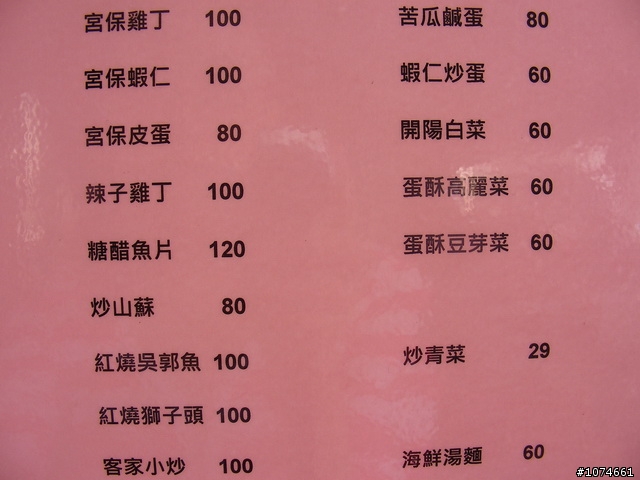 宮保雞丁 100
宮保蝦仁 100
宮保皮蛋 80
辣子雞丁 100
糖醋魚片 120
炒山蘇 80
紅燒吳郭魚 100
紅燒獅子頭 100
客家小炒 100
苦瓜鹹蛋 80
蝦仁炒蛋 60
開陽白菜 60
蛋酥高麗菜 60
蛋酥豆芽菜 60
炒青菜 29
海鮮湯麵 60
#1074661